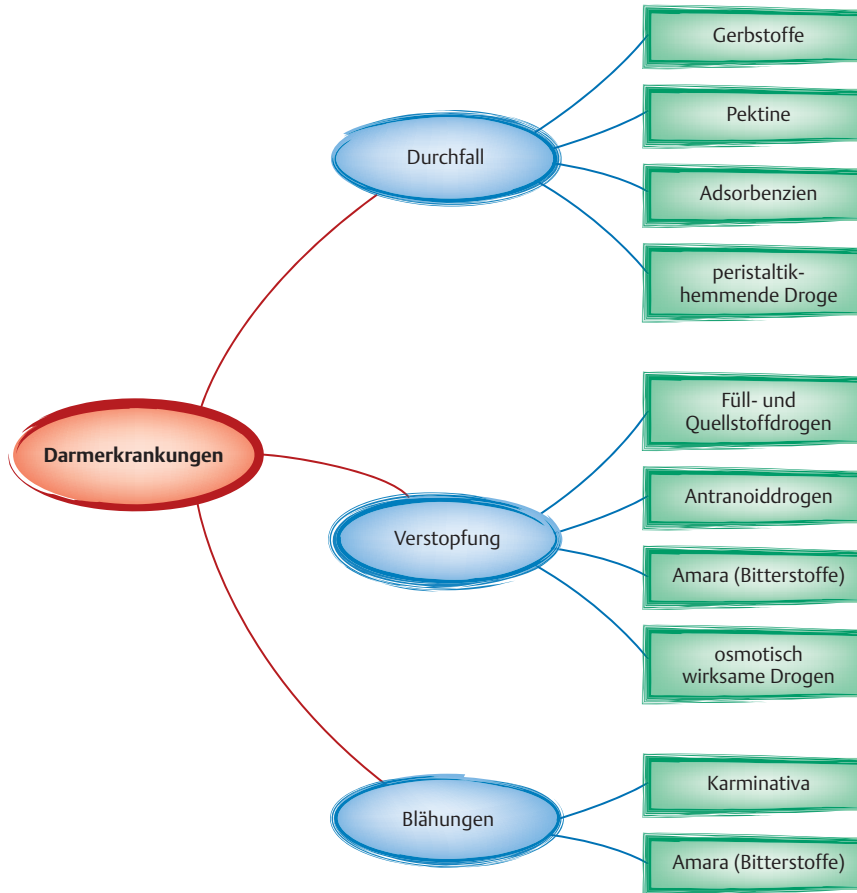 Gerbstoffe
Pektine
Durchfall
Adsorbenzien
peristaltik-
hemmende Droge
Füll- und
Quellstoffdrogen
Darmerkrankungen
Antranoiddrogen
Verstopfung
Amara (Bitterstoffe)
osmotisch
wirksame Drogen
Karminativa
Blähungen
Amara (Bitterstoffe)